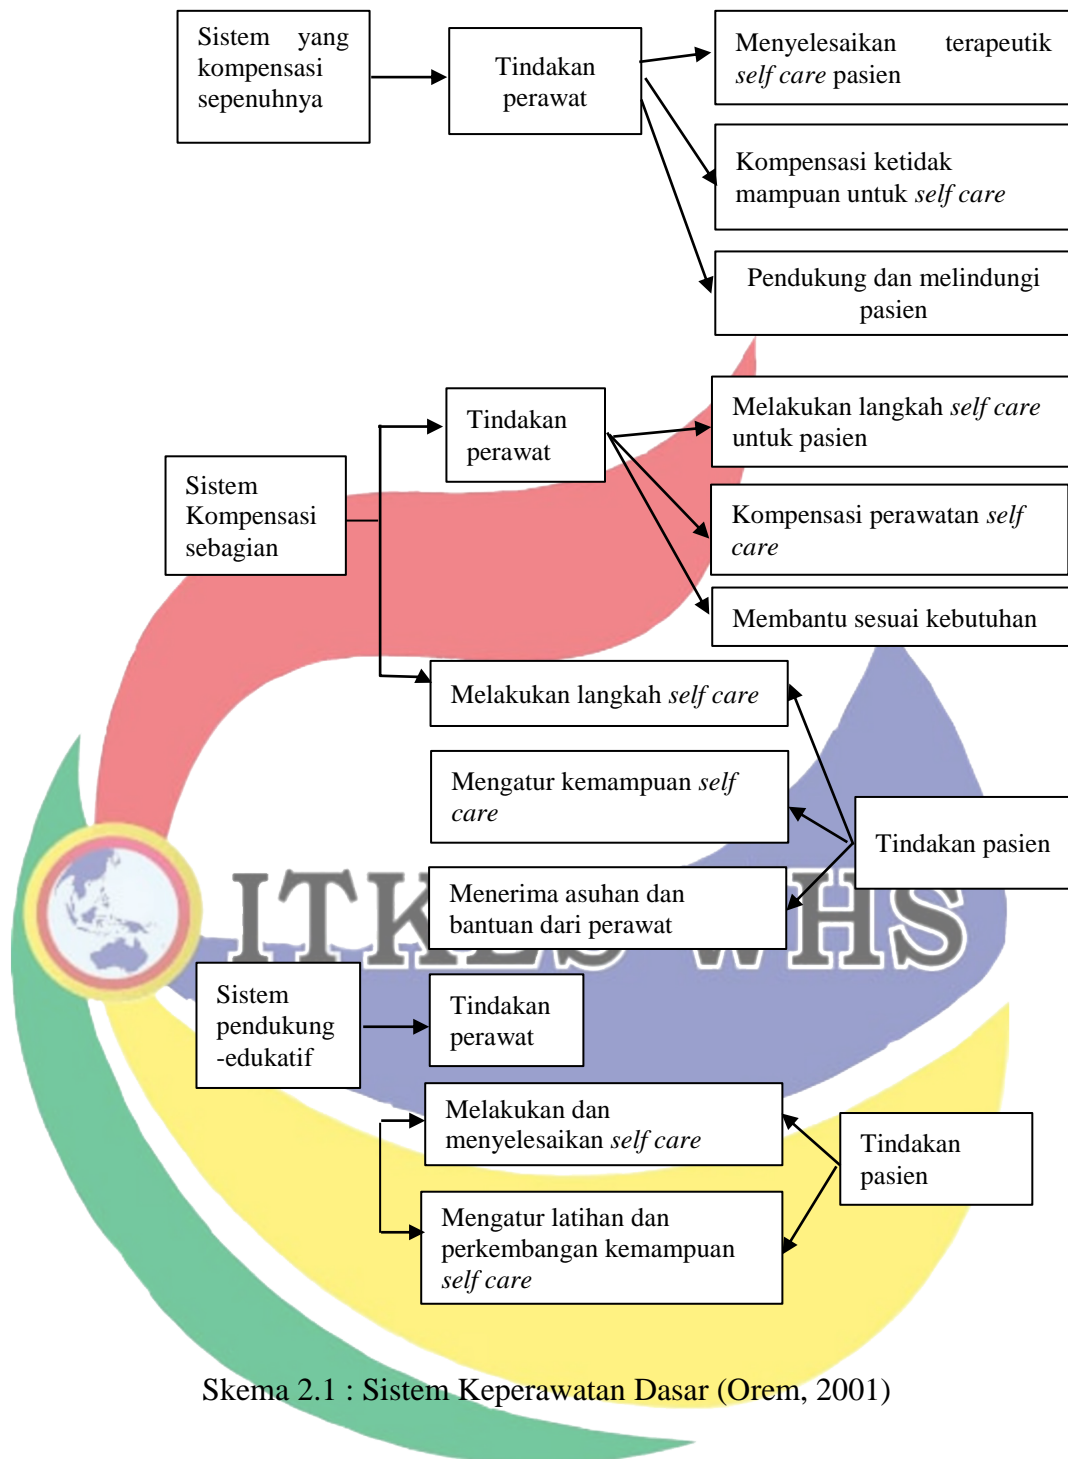 Sistem yang
kompensasi
sepenuhnya
Tindakan
perawat
Menyelesaikan terapeutik
self care pasien
Kompensasi ketidak
mampuan untuk self care
Pendukung dan melindungi
pasien
Sistem
Kompensasi
sebagian
Tindakan
perawat
Melakukan langkah self care
untuk pasien
Kompensasi perawatan self
care
Membantu sesuai kebutuhan
Melakukan langkah self care
Mengatur kemampuan self
care
Menerima asuhan dan
bantuan dari perawat
Tindakan pasien
ITKES WHS
Sistem
pendukung
-edukatif
Tindakan
perawat
Melakukan dan
menyelesaikan self care
Mengatur latihan dan
perkembangan kemampuan
self care
Tindakan
pasien
Skema 2.1 : Sistem Keperawatan Dasar (Orem, 2001)